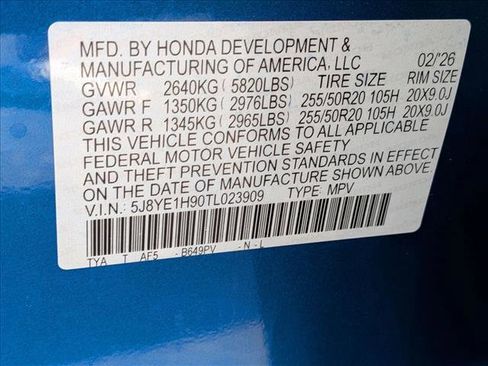 MFD. BY HONDA DEVELOPMENT &
MANUFACTURING OF AMERICA, LLC 02/'26
GVWR 2640KG ( 5820LBS) TIRE SIZE RIM SIZE
GAWR F 1350KG ( 2976LBS) 255/50R20 105H 20X9.0J
GAWR R 1345KG ( 2965LBS) 255/50R20 105H 20X9.0J
THIS VEHICLE CONFORMS TO ALL APPLICABLE
FEDERAL MOTOR VEHICLE SAFETY
AND THEFT PREVENTION STANDARDS IN EFFECT
ON THE DATE OF MANUFACTURE SHOWN ABOVE.
V.I.N.: 5J8YE1H90TL023909 TYPE: MPV
TYA T AF5 - B649PV - N - L